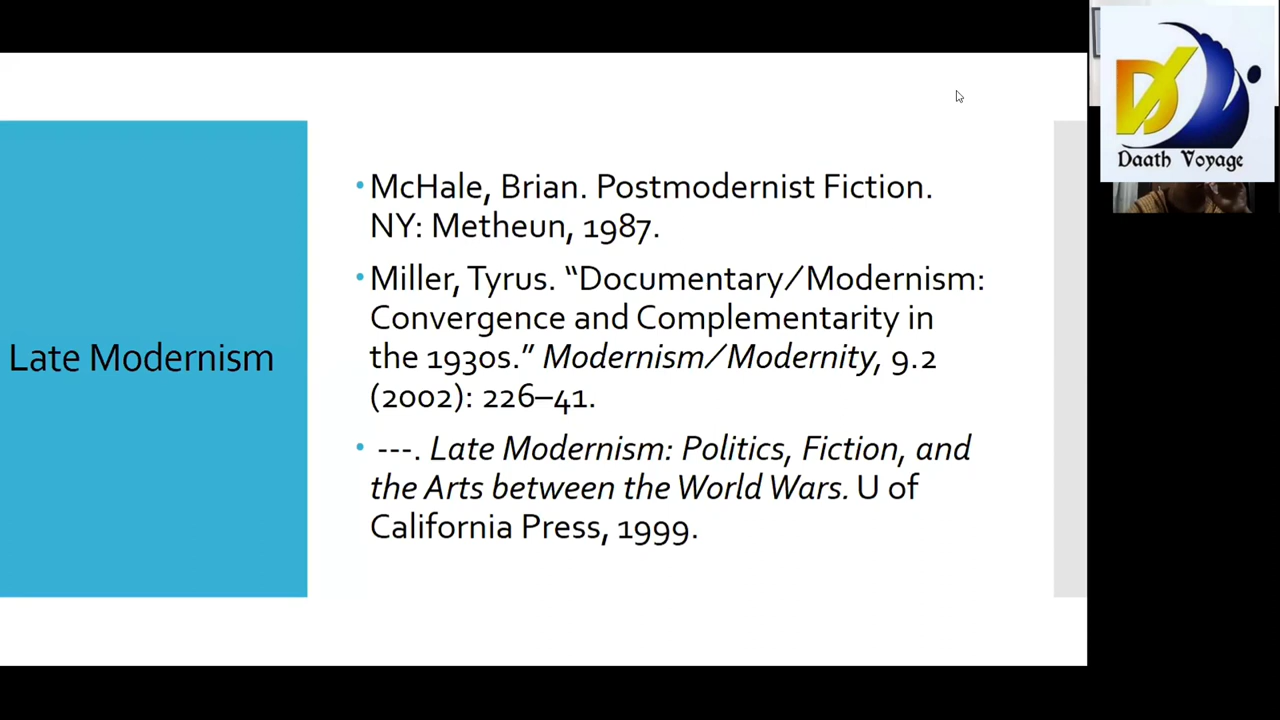 Late Modernism
•McHale, Brian. Postmodernist Fiction.
NY: Metheun, 1987.
•Miller, Tyrus. “Documentary/Modernism:
Convergence and Complementarity in
the 1930s.” Modernism/Modernity, 9.2
(2002): 226–41.
• ---. Late Modernism: Politics, Fiction, and
the Arts between the World Wars. U of
California Press, 1999.
D
Daath Voyage